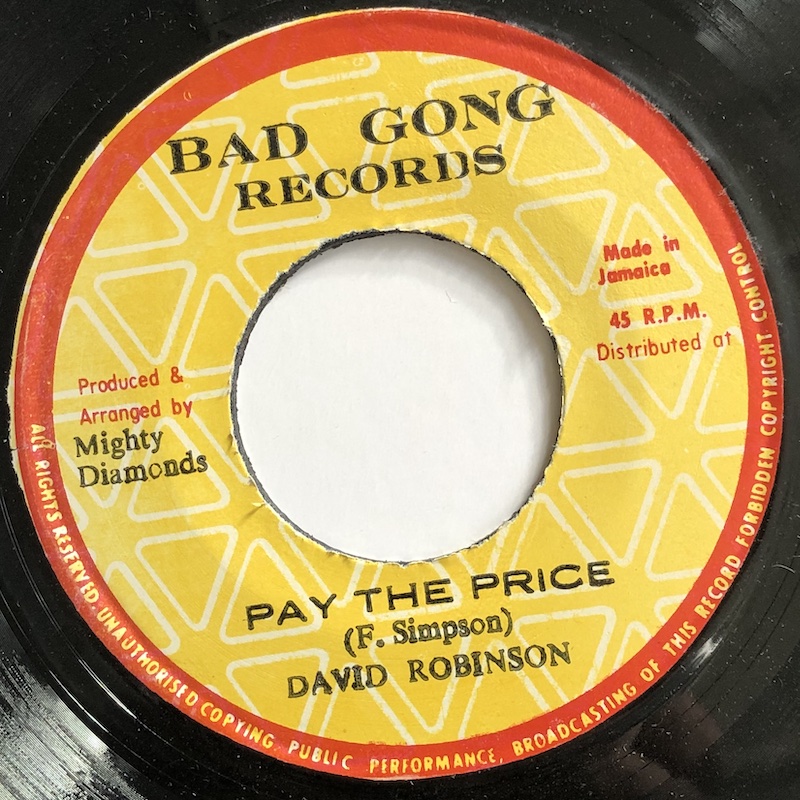 BAD GONG
RECORDS
Made in
Jamaica
45 R.P.M.
Distributed at
Produced &
Arranged by
Mighty
Diamonds
PAY THE PRICE
(F. Simpson)
DAVID ROBINSON
ALL RIGHTS RESERVED. UNAUTHORISED COPYING, PUBLIC PERFORMANCE, BROADCASTING OF THIS RECORD FORBIDDEN COPYRIGHT CONTROL